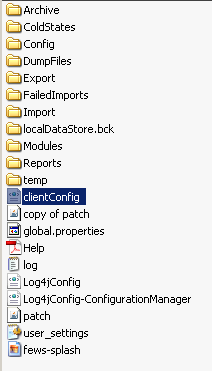 Archive
ColdStates
Config
DumpFiles
Export
FailedImports
Import
localDataStore.bck
Modules
Reports
temp
clientConfig
copy of patch
global.properties
Help
log
Log4jConfig
Log4jConfig-ConfigurationManager
patch
user_settings
fews-splash